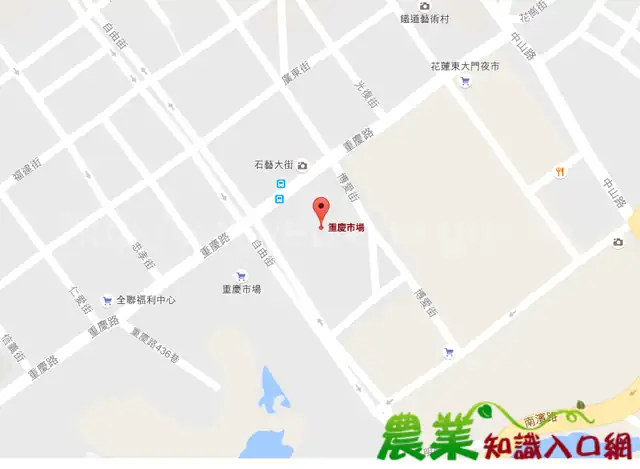 鐵道藝術村
花崗街
中山路
自由街
廣東街
花蓮東大門夜市
光復街
重慶路
福建街
石藝大街
博愛街
中山路
重慶市場
重慶路
自由街
忠孝街
重慶市場
仁愛街
全聯福利中心
博愛街
重慶路
信義街
重慶路436巷
重慶路
南濱路
農業知識入口網